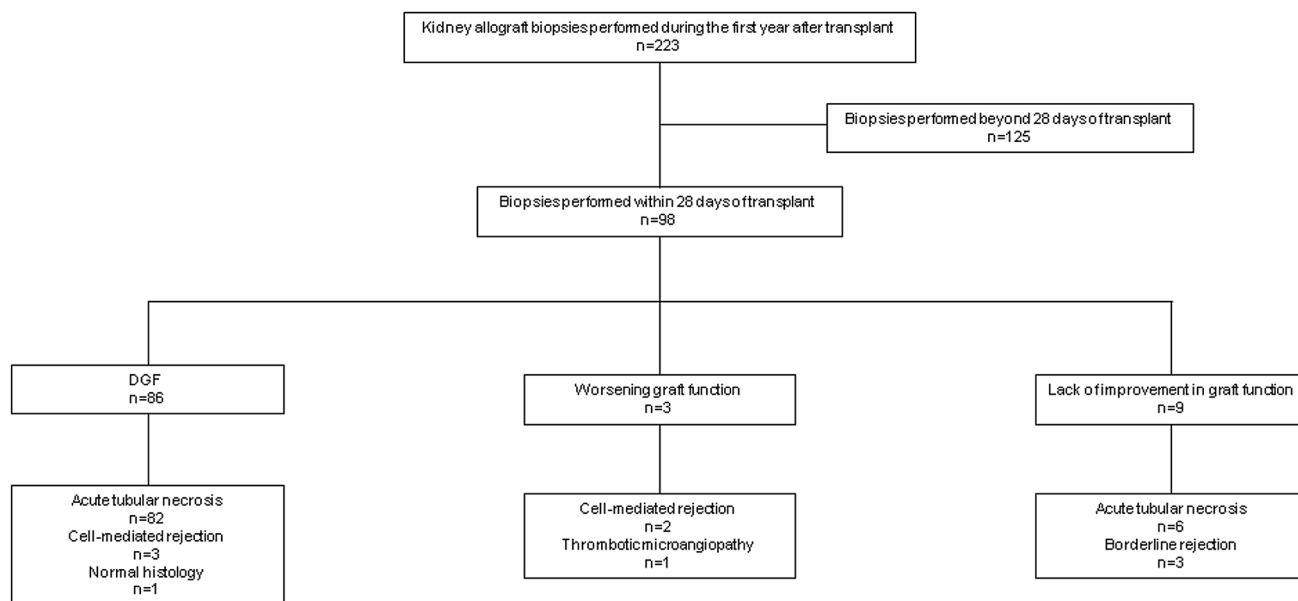 Kidney allograft biopsies performed during the first year after transplant
n=223
Biopsies performed beyond 28 days of transplant
n=125
Biopsies performed within 28 days of transplant
n=98
DGF
n=86
Worsening graft function
n=3
Lack of improvement in graft function
n=9
Acute tubular necrosis
n=82
Cell-mediated rejection
n=3
Normal histology
n=1
Cell-mediated rejection
n=2
Thrombotic microangiopathy
n=1
Acute tubular necrosis
n=6
Borderline rejection
n=3